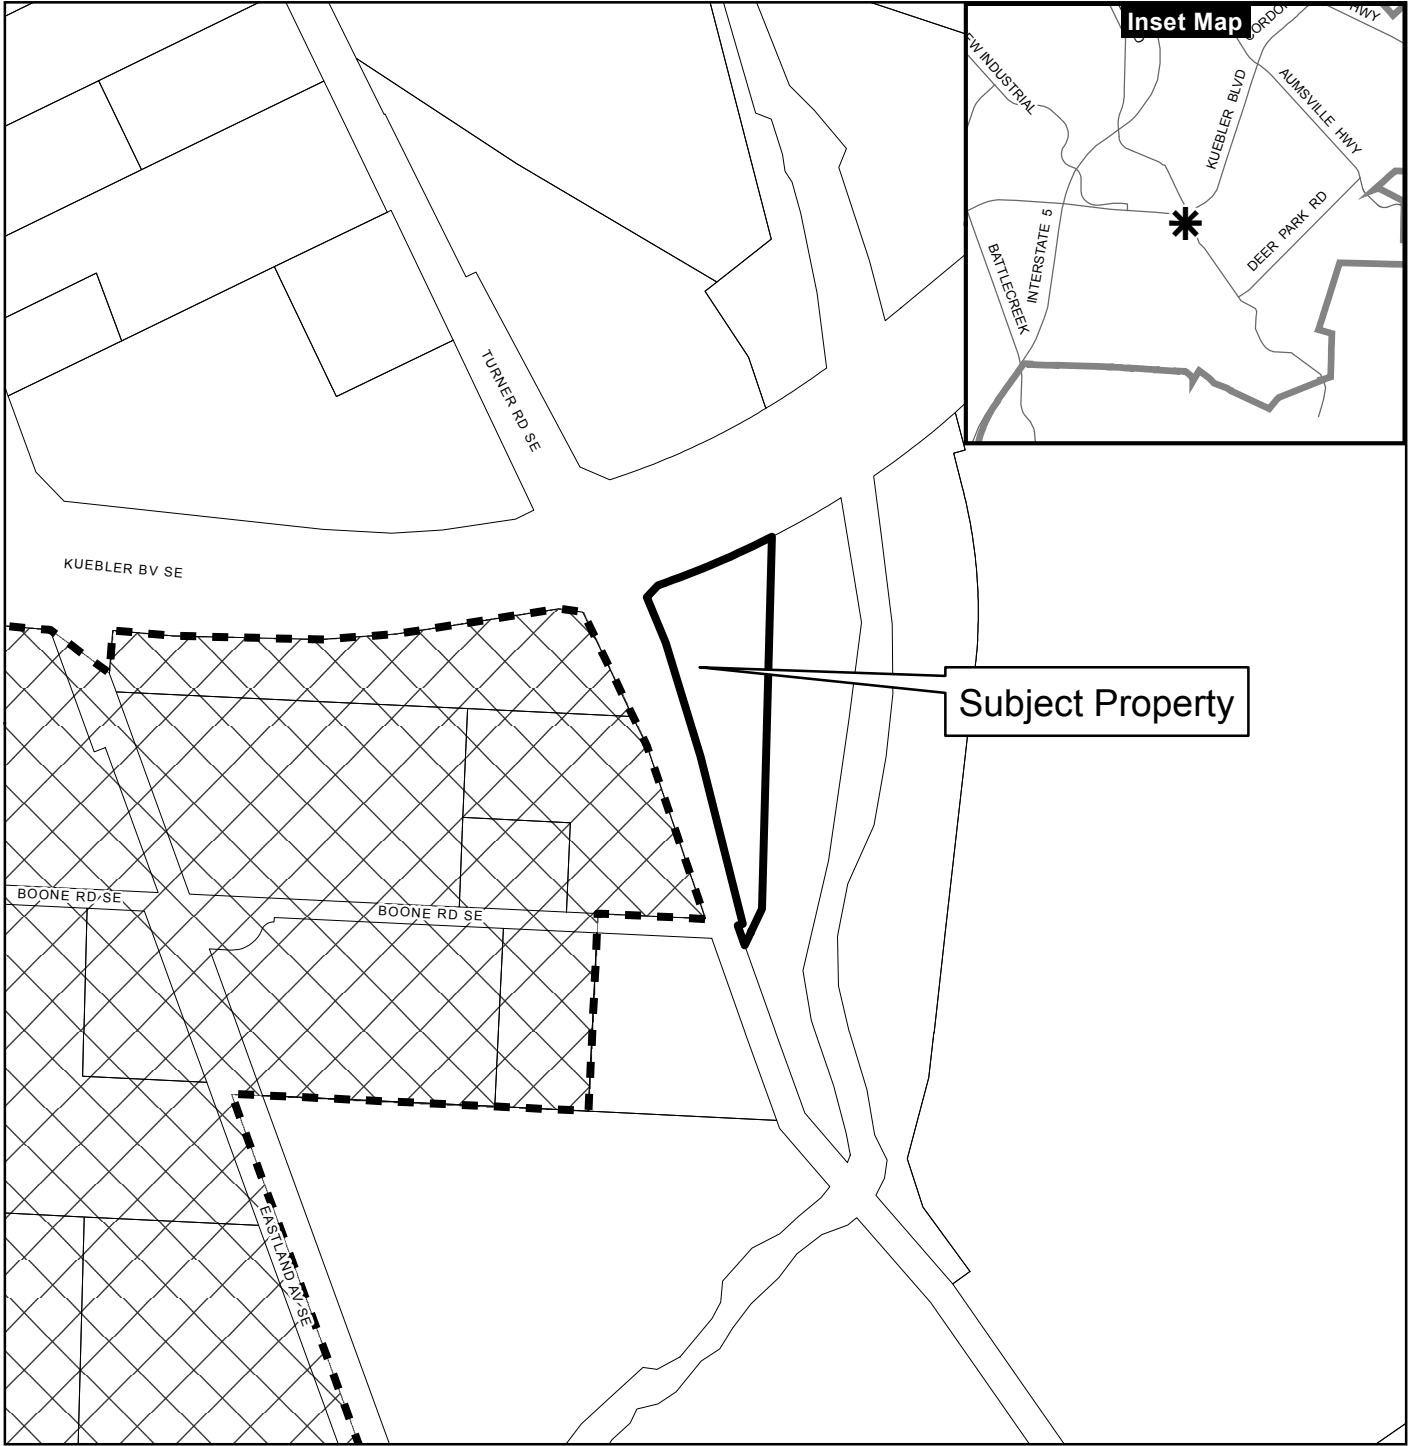 Inset Map
HWY
EW INDUSTRIAL
KUEBLER BLVD
AUMSVILLE HWY
INTERSTATE 5
BATTLECREEK
DEER PARK RD
TURNER RD SE
KUEBLER BV SE
Subject Property
BOONE RD SE
BOONE RD SE
EASTLAND AV SE